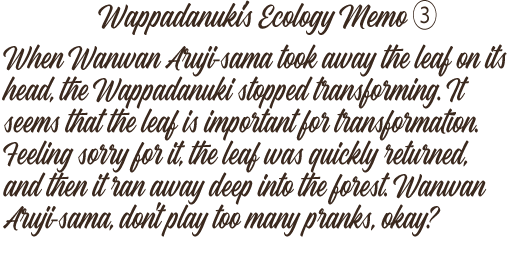 Wappadanuki's Ecology Memo ③
When Wanwan Aruji-sama took away the leaf on its
head, the Wappadanuki stopped transforming. It
seems that the leaf is important for transformation.
Feeling sorry for it, the leaf was quickly returned,
and then it ran away deep into the forest. Wanwan
Aruji-sama, don't play too many pranks, okay?